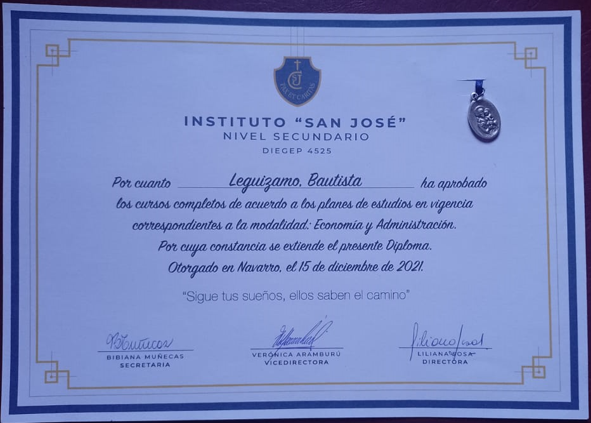 INSTITUTO “SAN JOSÉ”
NIVEL SECUNDARIO
DIEGEP 4525
Por cuanto Leguizamo, Bautista ha aprobado
los cursos completos de acuerdo a los planes de estudios en vigencia
correspondientes a la modalidad.: Economía y Administración.
Por cuya constancia se extiende el presente Diploma.
Otorgado en Navarro, el 15 de diciembre de 2021.
“Sigue tus sueños, ellos saben el camino”
BIBIANA MUÑECAS
SECRETARIA
VERÓNICA ARAMBURÚ
VICEDIRECTORA
LILIANA SOSA
DIRECTORA